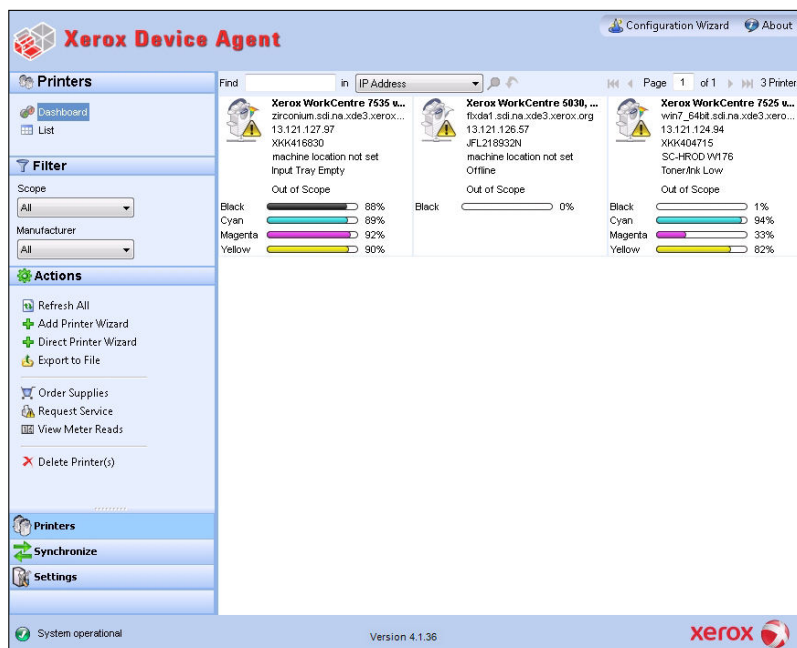 Xerox Device Agent
Configuration Wizard About
Printers
Dashboard
List
Filter
Scope
All
Manufacturer
All
Actions
Refresh All
Add Printer Wizard
Direct Printer Wizard
Export to File
Order Supplies
Request Service
View Meter Reads
Delete Printer(s)
Printers
Synchronize
Settings
Find in IP Address Page 1 of 1 3 Printer
Xerox WorkCentre 7535 v...
zirconium.sdi.na.xde3.xerox...
13.121.127.97
XKK416830
machine location not set
Input Tray Empty
Out of Scope
Black 88%
Cyan 89%
Magenta 92%
Yellow 90%
Xerox WorkCentre 5030, ...
flxda1.sdi.na.xde3.xerox.org
13.121.126.57
JFL218932N
machine location not set
Offline
Out of Scope
Black 0%
Xerox WorkCentre 7525 v...
win7_64bit.sdi.na.xde3.xero...
13.121.124.94
XKK404715
SC-HROD W176
Toner/Ink Low
Out of Scope
Black 1%
Cyan 94%
Magenta 33%
Yellow 82%
System operational
Version 4.1.36
xerox